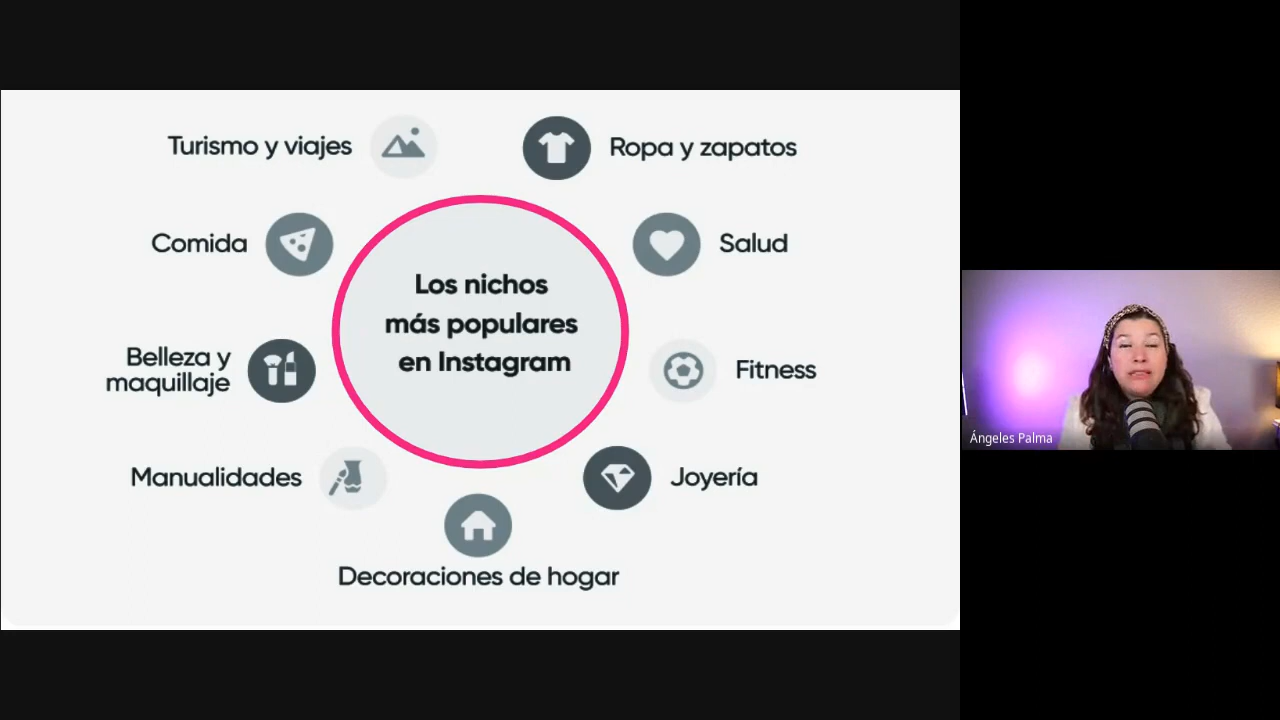 Turismo y viajes
Ropa y zapatos
Comida
Salud
Los nichos
más populares
en Instagram
Belleza y
maquillaje
Fitness
Manualidades
Joyería
Decoraciones de hogar
Ángeles Palma